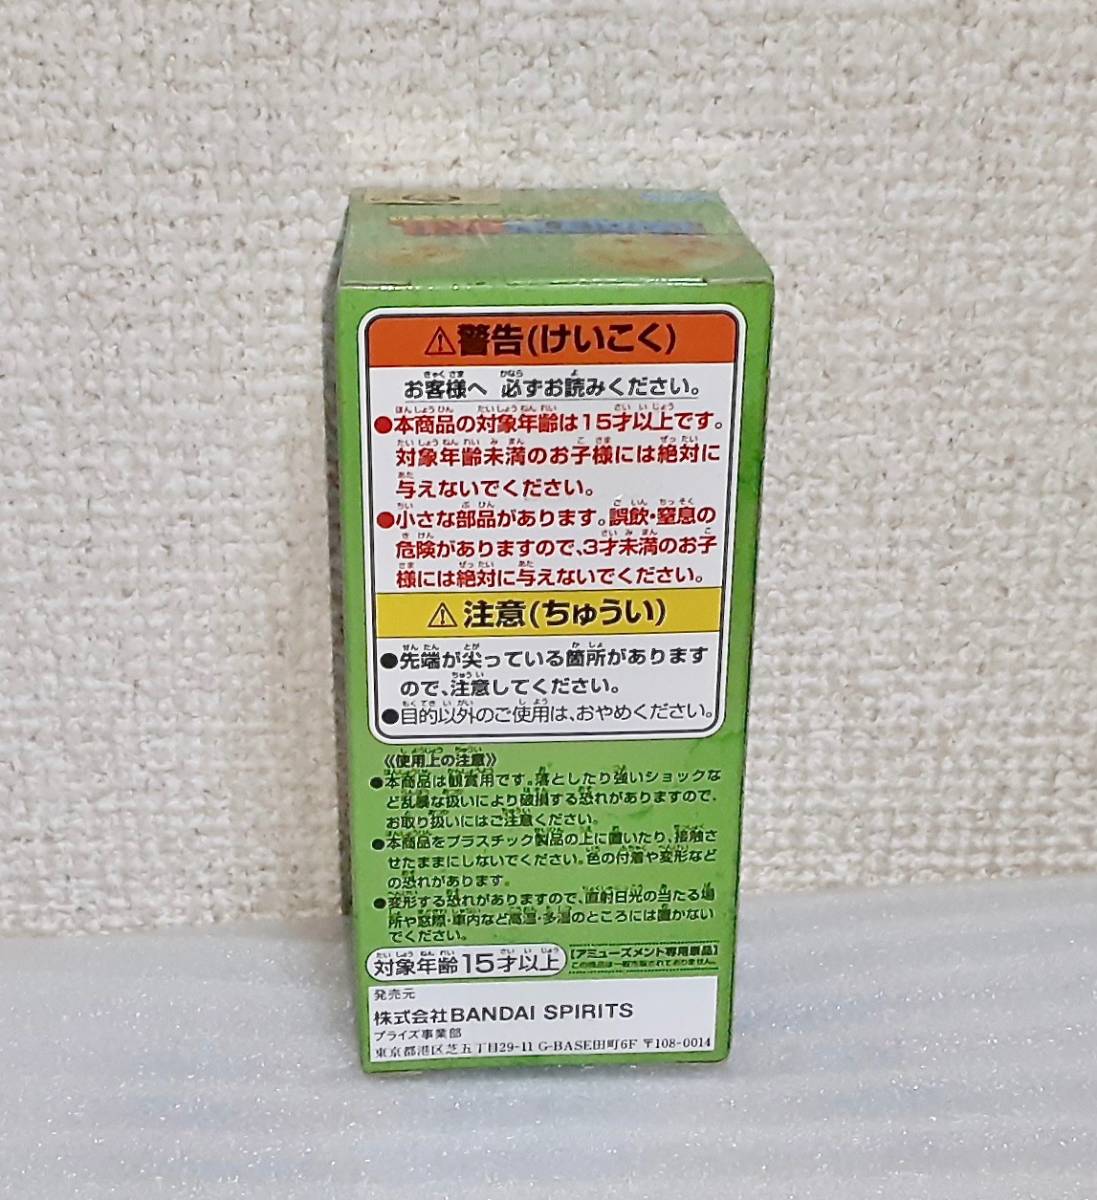 ⚠警告(けいこく)
お客様へ 必ずお読みください。
●本商品の対象年齢は15才以上です。
対象年齢未満のお子様には絶対に
与えないでください。
●小さな部品があります。誤飲・窒息の
危険がありますので、3才未満のお子
様には絶対に与えないでください。
⚠注意(ちゅうい)
●先端が尖っている箇所があります
ので、注意してください。
●目的以外のご使用は、おやめください。
《使用上の注意》
●本商品は観賞用です。落としたり強いショックな
ど乱暴な扱いにより破損する恐れがありますので、
お取り扱いにはご注意ください。
●本商品をプラスチック製品の上に置いたり、接触さ
せたままにしないでください。色の付着や変形など
の恐れがあります。
●変形する恐れがありますので、直射日光の当たる場
所や窓際・車内など高温・多湿のところには置かない
でください。
対象年齢15才以上
[アミューズメント専用景品]
この商品は一般市販されておりません。
発売元
株式会社BANDAI SPIRITS
プライズ事業部
東京都港区芝五丁目29-11 G-BASE田町6F 〒108-0014